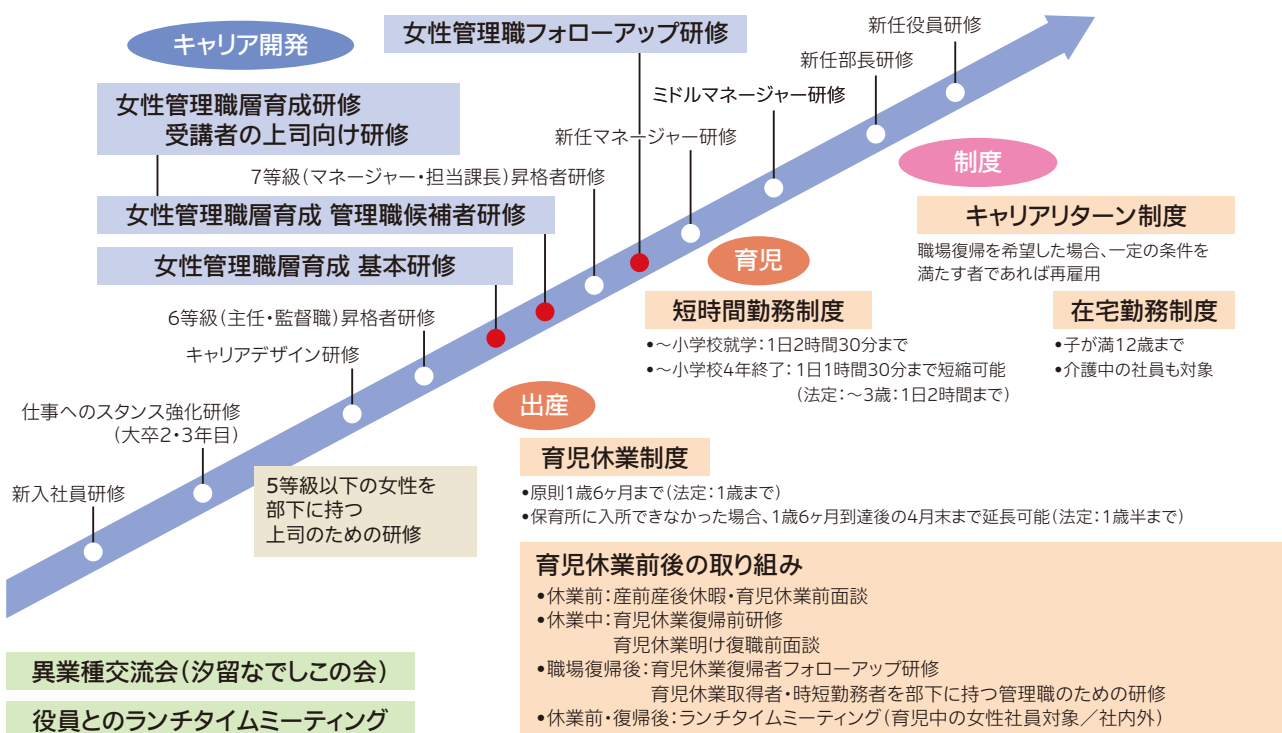 キャリア開発
女性管理職フォローアップ研修
新任役員研修
新任部長研修
ミドルマネージャー研修
新任マネージャー研修
女性管理職層育成研修
受講者の上司向け研修
7等級(マネージャー・担当課長)昇格者研修
女性管理職層育成 管理職候補者研修
女性管理職層育成 基本研修
6等級(主任・監督職)昇格者研修
キャリアデザイン研修
仕事へのスタンス強化研修
(大卒2・3年目)
新入社員研修
5等級以下の女性を
部下に持つ
上司のための研修
制度
キャリアリターン制度
職場復帰を希望した場合、一定の条件を
満たす者であれば再雇用
育児
短時間勤務制度
•～小学校就学：1日2時間30分まで
•～小学校4年終了：1日1時間30分まで短縮可能
(法定：～3歳：1日2時間まで)
在宅勤務制度
•子が満12歳まで
•介護中の社員も対象
出産
育児休業制度
•原則1歳6ヶ月まで(法定：1歳まで)
•保育所に入所できなかった場合、1歳6ヶ月到達後の4月末まで延長可能(法定：1歳半まで)
育児休業前後の取り組み
•休業前：産前産後休暇・育児休業前面談
•休業中：育児休業復帰前研修
育児休業明け復職前面談
•職場復帰後：育児休業復帰者フォローアップ研修
育児休業取得者・時短勤務者を部下に持つ管理職のための研修
•休業前・復帰後：ランチタイムミーティング(育児中の女性社員対象／社内外)
異業種交流会(汐留なでしこの会)
役員とのランチタイムミーティング